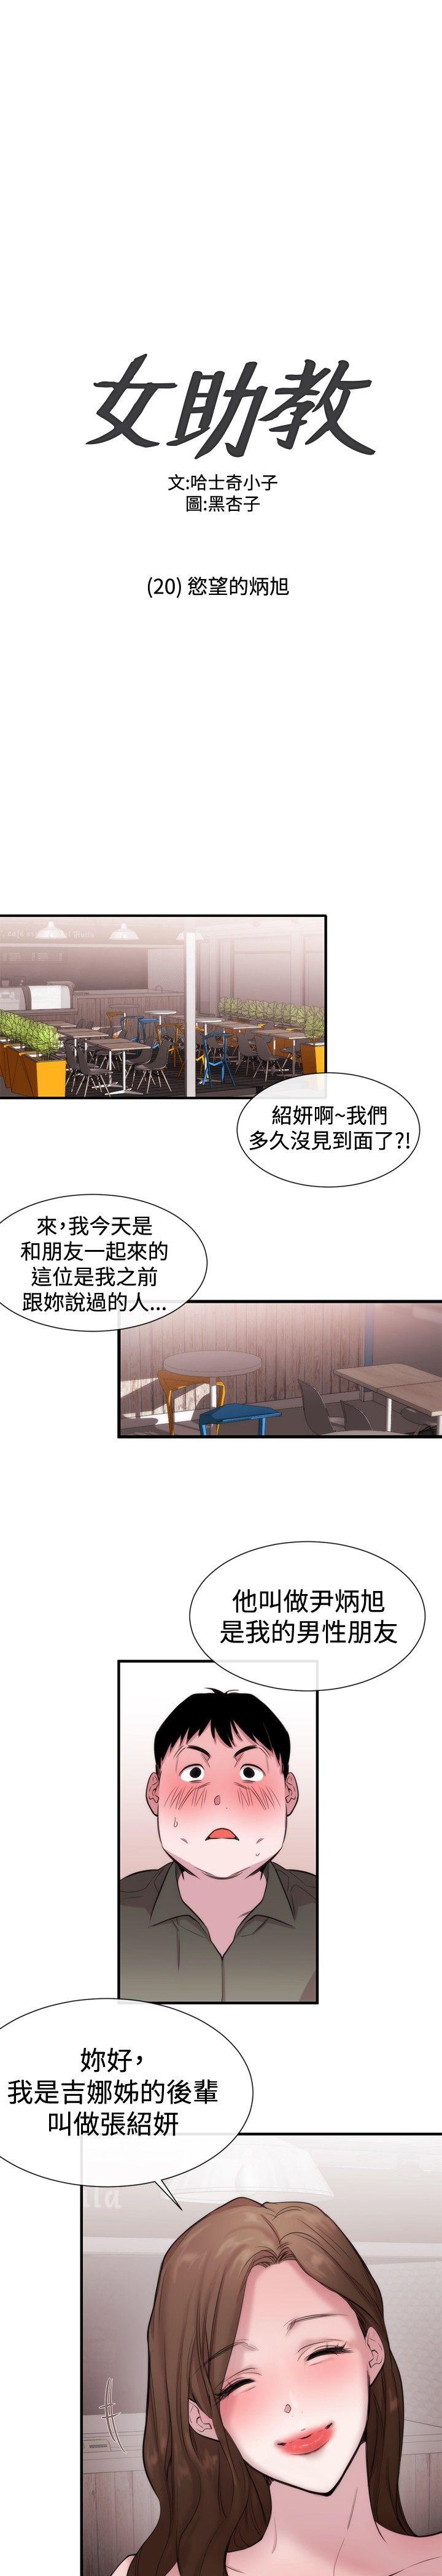 女助教
文:哈士奇小子
圖:黑杏子
(20) 慾望的炳旭
紹妍啊~我們
多久沒見到面了?!
來,我今天是
和朋友一起來的
這位是我之前
跟妳說過的人...
他叫做尹炳旭
是我的男性朋友
妳好,
我是吉娜姊的後輩
叫做張紹妍